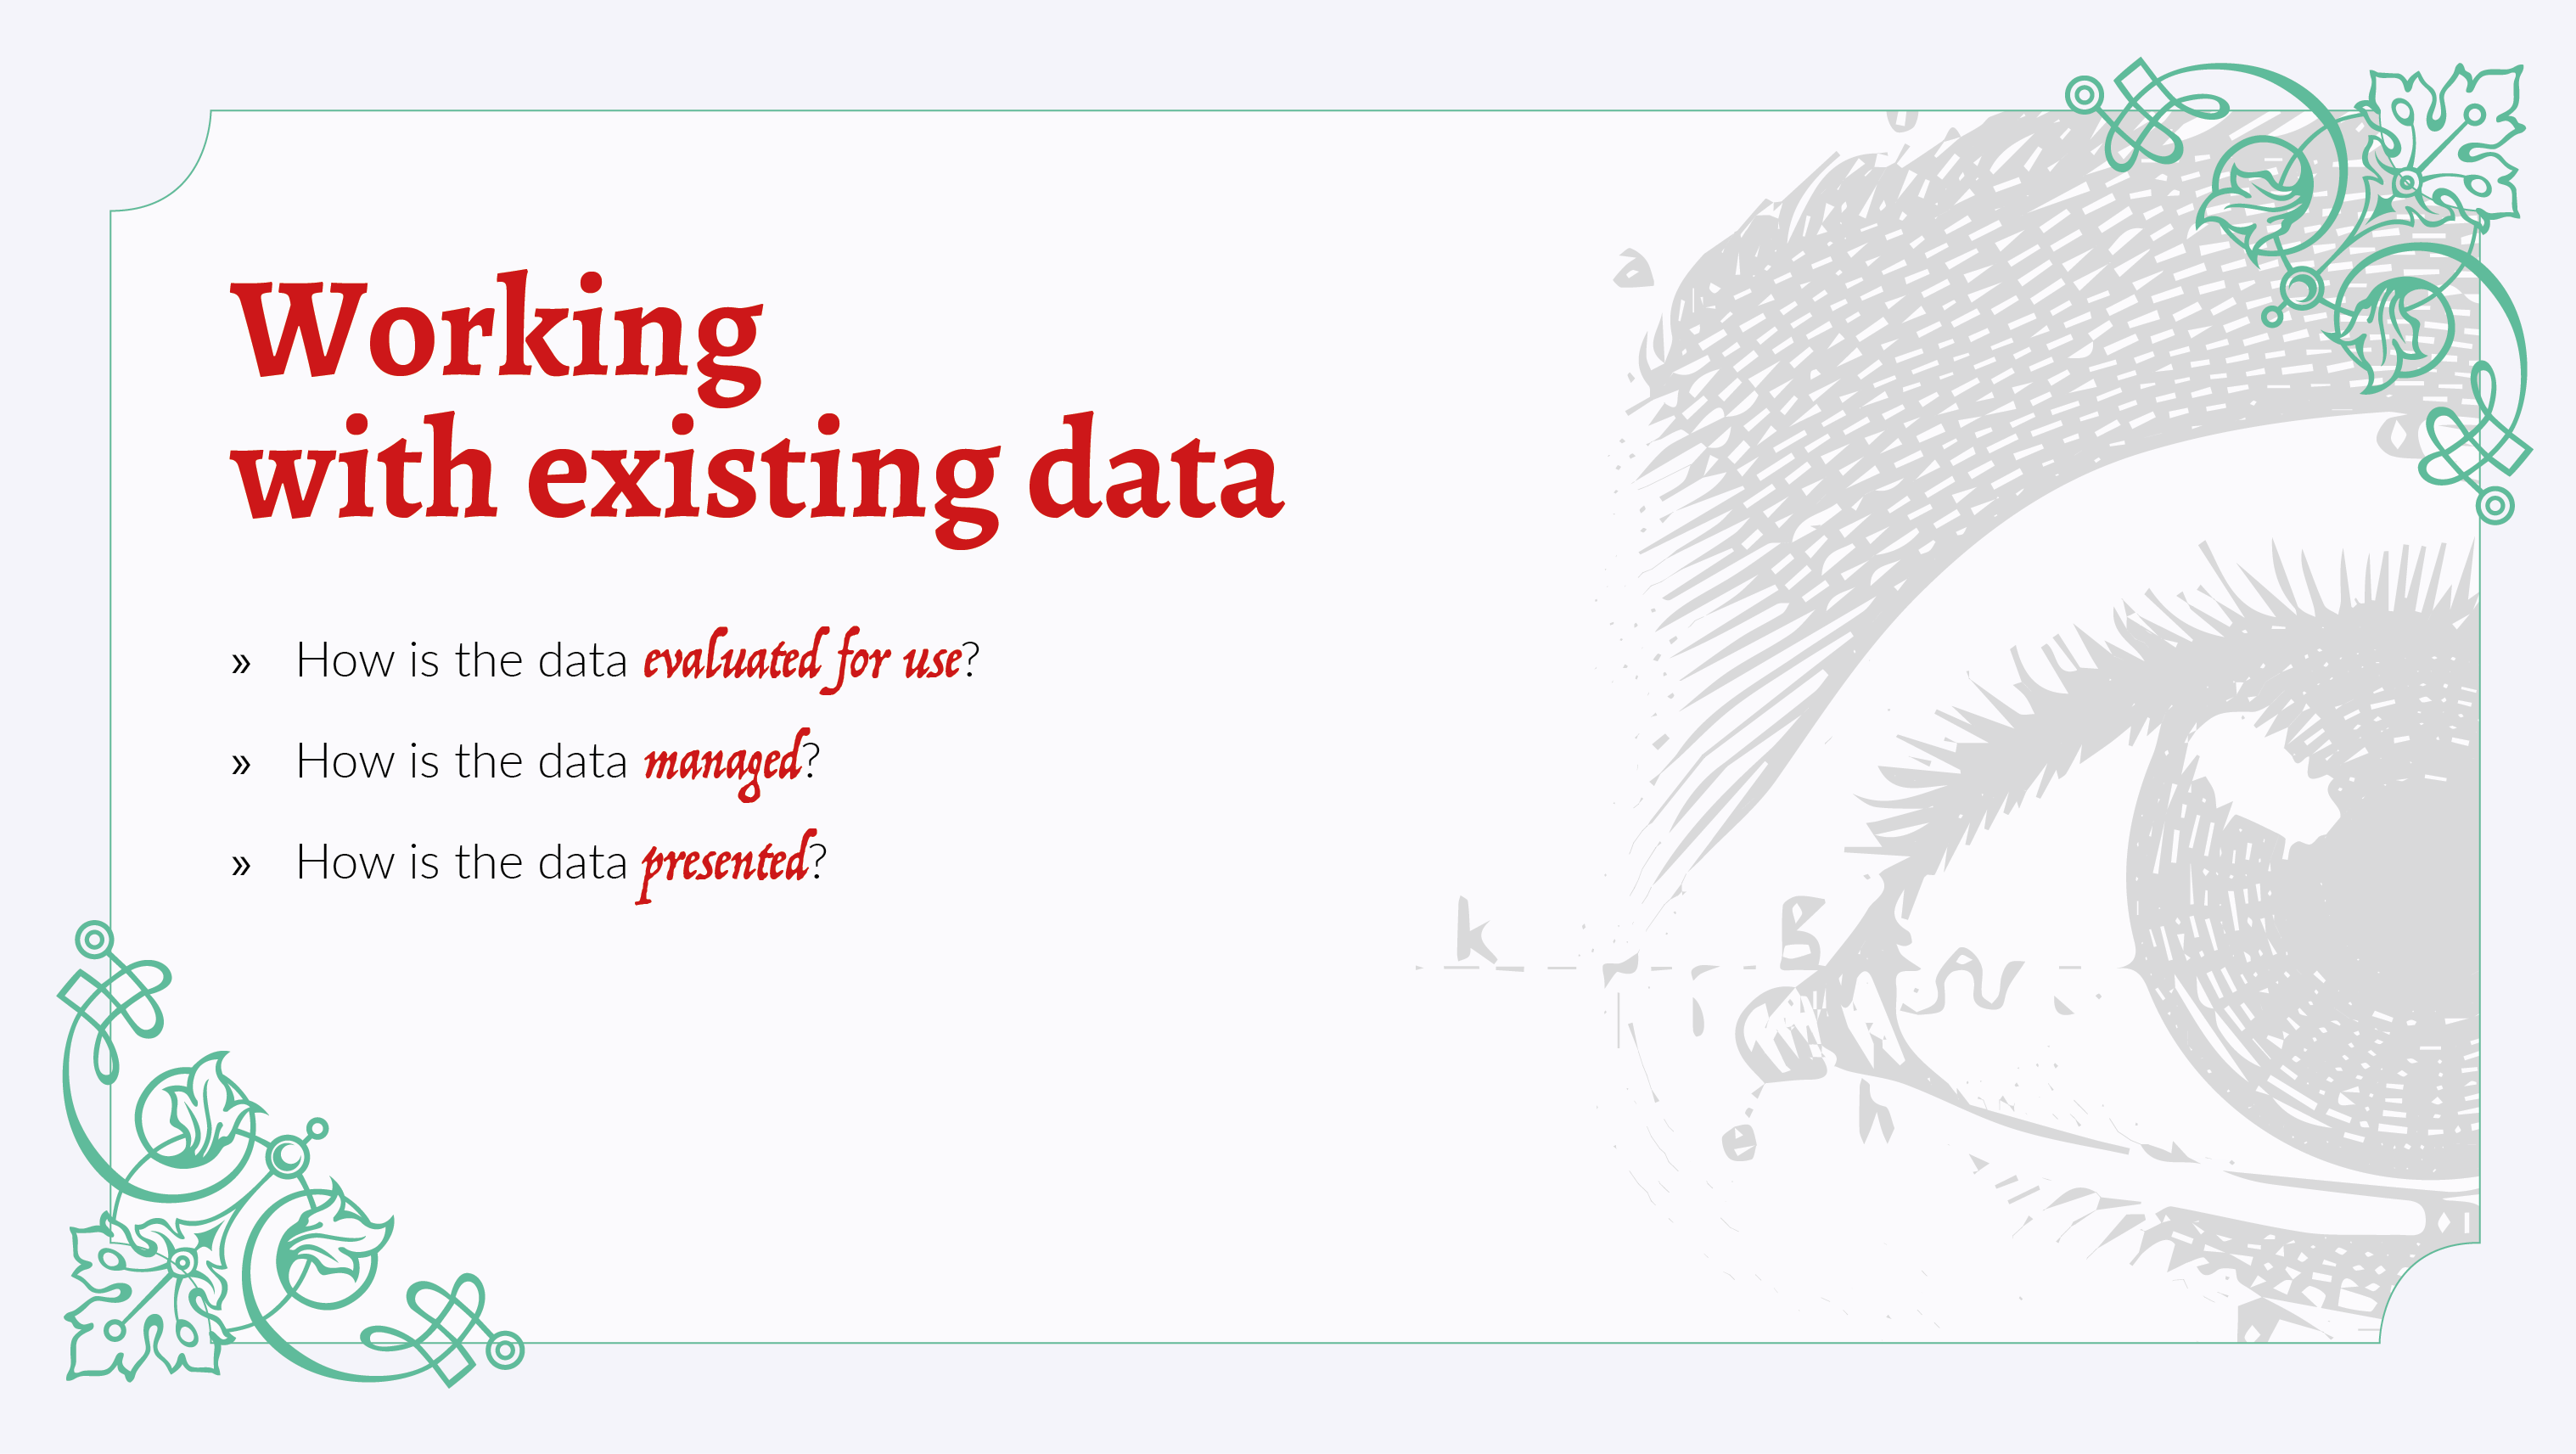 Working
with existing data
» How is the data evaluated for use?
» How is the data managed?
» How is the data presented?
a
k
B
e
h